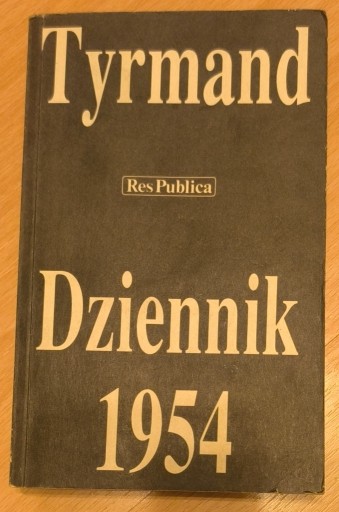 Tyrmand
Res Publica
Dziennik
1954